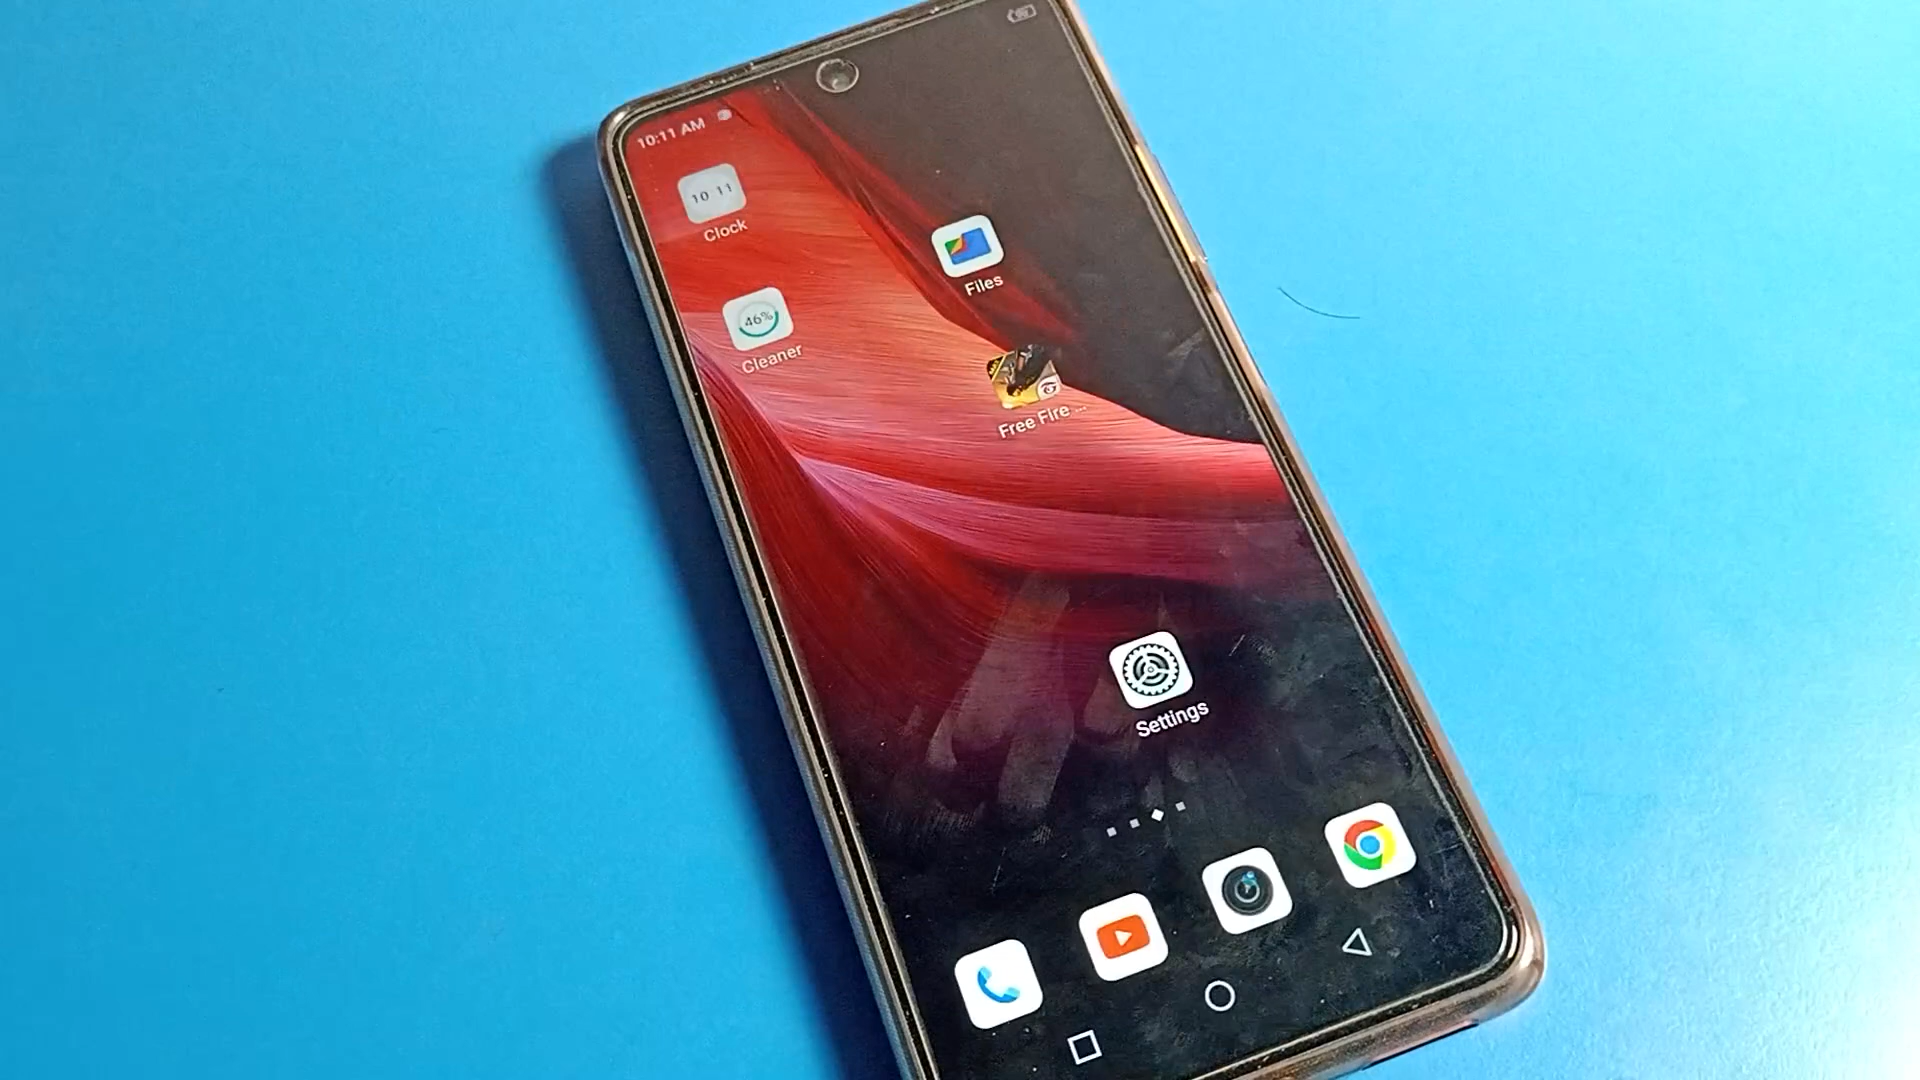 10:11 AM
10 11
Clock
Files
46%
Cleaner
Free Fire ...
Settings